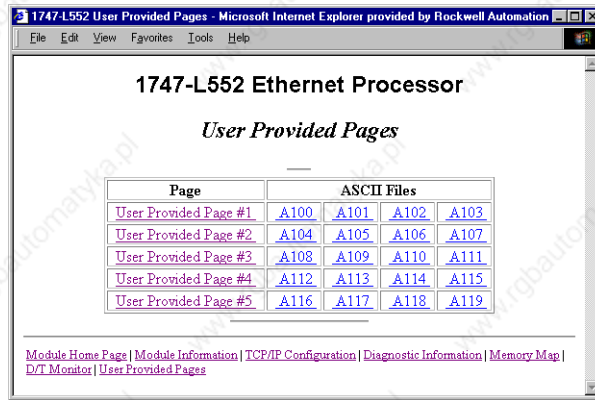 1747-L552 User Provided Pages - Microsoft Internet Explorer provided by Rockwell Automation
File Edit View Favorites Tools Help
1747-L552 Ethernet Processor
User Provided Pages
Page ASCII Files
User Provided Page #1 A100 A101 A102 A103
User Provided Page #2 A104 A105 A106 A107
User Provided Page #3 A108 A109 A110 A111
User Provided Page #4 A112 A113 A114 A115
User Provided Page #5 A116 A117 A118 A119
Module Home Page | Module Information | TCP/IP Configuration | Diagnostic Information | Memory Map |
D/T Monitor | User Provided Pages